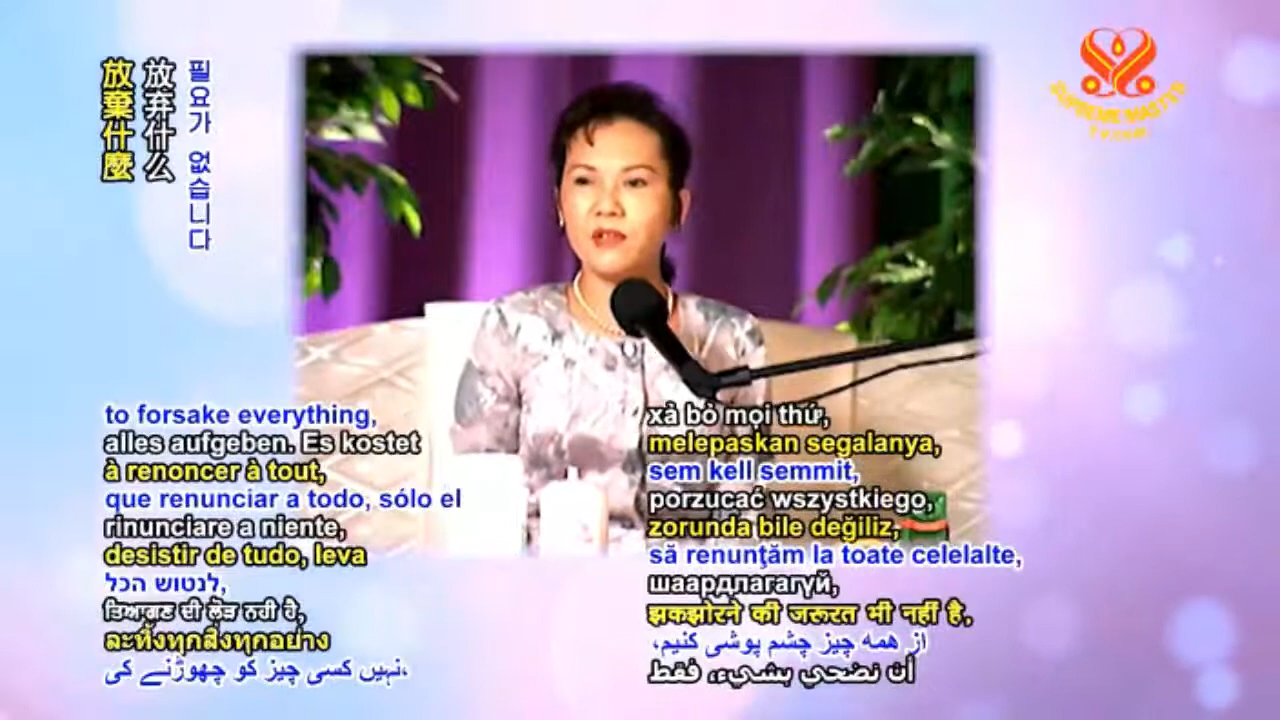 放棄什麼
放弃什么
필요가 없습니다
SUPREME MASTER
to forsake everything,
alles aufgeben. Es kostet
à renoncer à tout,
que renunciar a todo, sólo el
rinunciare a niente,
desistir de tudo, leva
לנטוש הכל,
ਤਿਆਗਣ ਦੀ ਲੋੜ ਨਹੀ ਹੈ,
ละทิ้งทุกสิ่งทุกอย่าง
نہیں کسی چیز کو چھوڑنے کی،
xả bỏ mọi thứ,
melepaskan segalanya,
sem kell semmit,
porzucać wszystkiego,
zorunda bile değiliz,
să renunţăm la toate celelalte,
шаардлагагүй,
झकझोरने की जरूरत भी नहीं है.
از همه چیز چشم پوشی کنیم،
أن نضحي بشيء، فقط